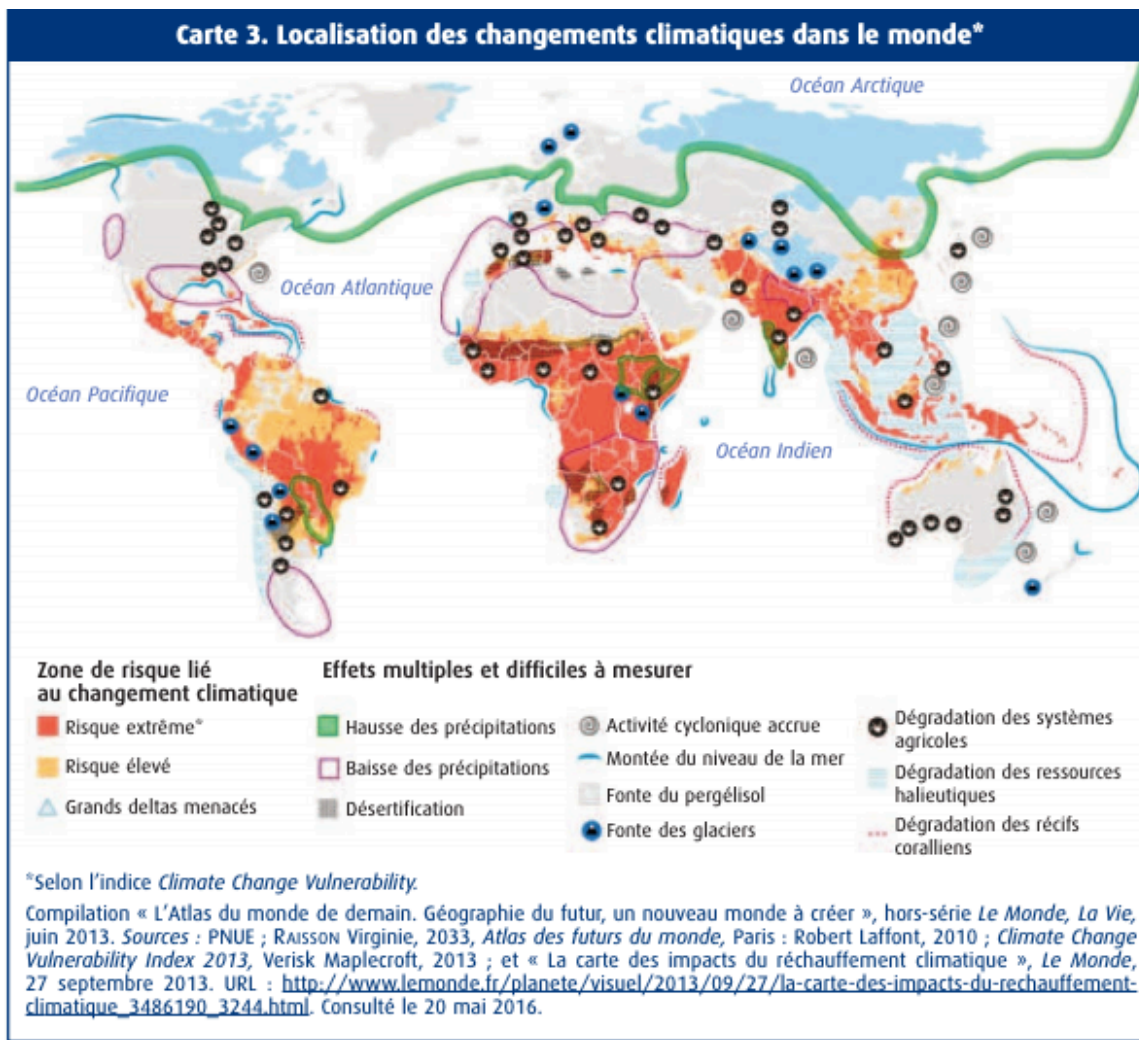 Carte 3. Localisation des changements climatiques dans le monde*
Océan Arctique
Océan Atlantique
Océan Pacifique
Océan Indien
Zone de risque lié
au changement climatique
Risque extrême*
Risque élevé
Grands deltas menacés
Effets multiples et difficiles à mesurer
Hausse des précipitations
Baisse des précipitations
Désertification
Activité cyclonique accrue
Montée du niveau de la mer
Fonte du pergélisol
Fonte des glaciers
Dégradation des systèmes
agricoles
Dégradation des ressources
halieutiques
Dégradation des récifs
coralliens
*Selon l'indice Climate Change Vulnerability.
Compilation « L'Atlas du monde de demain. Géographie du futur, un nouveau monde à créer », hors-série Le Monde, La Vie,
juin 2013. Sources : PNUE ; RAISSON Virginie, 2033, Atlas des futurs du monde, Paris : Robert Laffont, 2010 ; Climate Change
Vulnerability Index 2013, Verisk Maplecroft, 2013 ; et « La carte des impacts du réchauffement climatique », Le Monde,
27 septembre 2013. URL : http://www.lemonde.fr/planete/visuel/2013/09/27/la-carte-des-impacts-du-rechauffement-
climatique_3486190_3244.html. Consulté le 20 mai 2016.